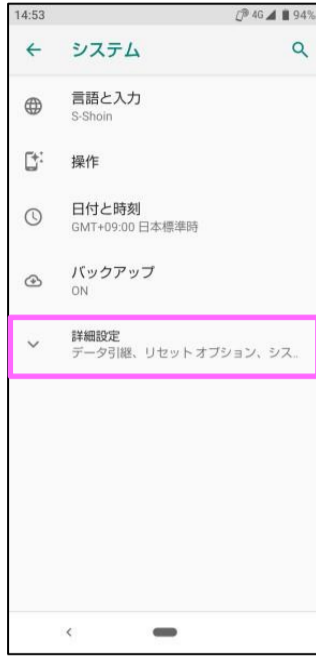 14:53 4G 94%
システム
言語と入力
S-Shoin
操作
日付と時刻
GMT+09:00 日本標準時
バックアップ
ON
詳細設定
データ引継、リセット オプション、シス..